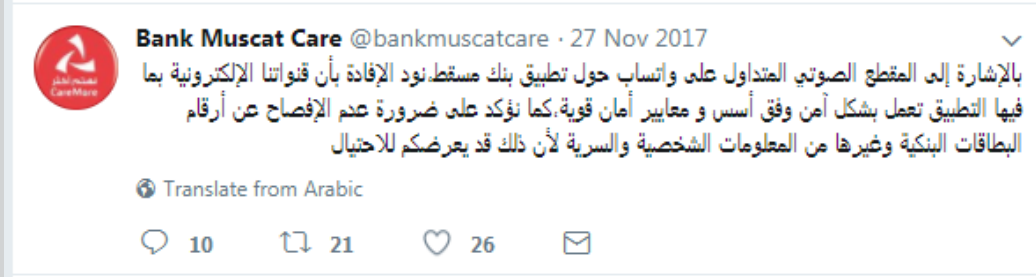 Bank Muscat Care @bankmuscatcare · 27 Nov 2017
بالإشارة إلى المقطع الصوتي المتداول على واتساب حول تطبيق بنك مسقط،نود الإفادة بأن قنواتنا الإلكترونية بما
فيها التطبيق تعمل بشكل آمن وفق أسس و معايير أمان قوية،كما نؤكد على ضرورة عدم الإفصاح عن أرقام
البطاقات البنكية وغيرها من المعلومات الشخصية والسرية لأن ذلك قد يعرضكم للاحتيال
CareMore
Translate from Arabic
10 21 26